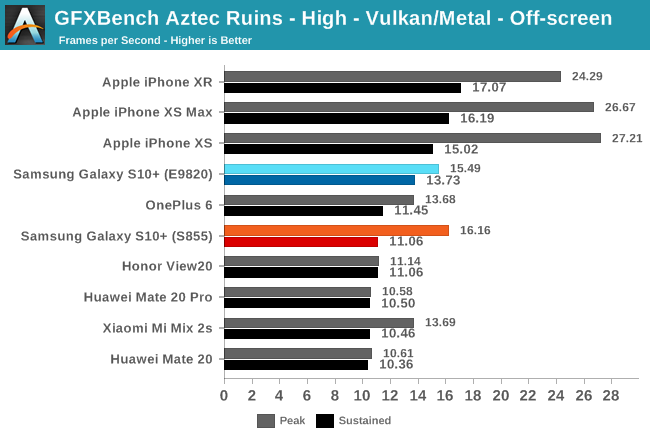 GFXBench Aztec Ruins - High - Vulkan/Metal - Off-screen
Frames per Second - Higher is Better
Apple iPhone XR 24.29
17.07
Apple iPhone XS Max 26.67
16.19
Apple iPhone XS 27.21
15.02
Samsung Galaxy S10+ (E9820) 15.49
13.73
OnePlus 6 13.68
11.45
Samsung Galaxy S10+ (S855) 16.16
11.06
Honor View20 11.14
11.06
Huawei Mate 20 Pro 10.58
10.50
Xiaomi Mi Mix 2s 13.69
10.46
Huawei Mate 20 10.61
10.36
0 2 4 6 8 10 12 14 16 18 20 22 24 26 28
Peak Sustained